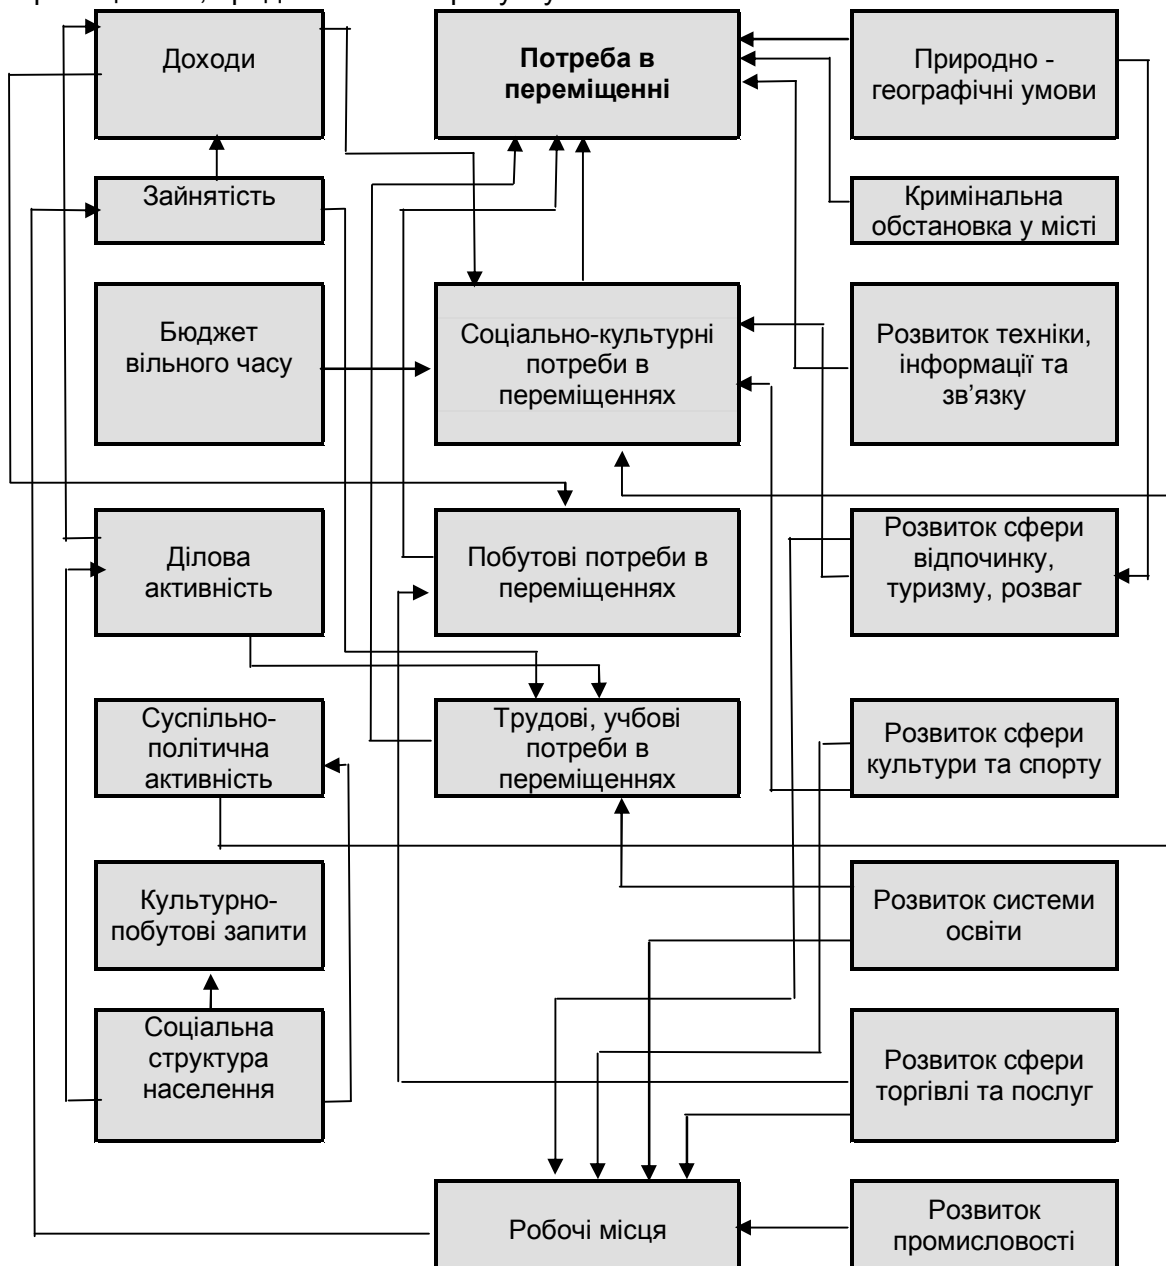 Доходи
Потреба в
переміщенні
Природно -
географічні умови
Зайнятість
Кримінальна
обстановка у місті
Бюджет
вільного часу
Соціально-культурні
потреби в
переміщеннях
Розвиток техніки,
інформації та
зв’язку
Ділова
активність
Побутові потреби в
переміщеннях
Розвиток сфери
відпочинку,
туризму, розваг
Суспільно-
політична
активність
Трудові, учбові
потреби в
переміщеннях
Розвиток сфери
культури та спорту
Культурно-
побутові запити
Розвиток системи
освіти
Соціальна
структура
населення
Розвиток сфери
торгівлі та послуг
Робочі місця
Розвиток
промисловості